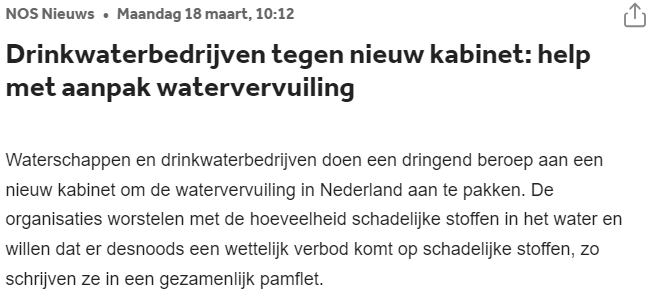 NOS Nieuws • Maandag 18 maart, 10:12
Drinkwaterbedrijven tegen nieuw kabinet: help
met aanpak watervervuiling
Waterschappen en drinkwaterbedrijven doen een dringend beroep aan een
nieuw kabinet om de watervervuiling in Nederland aan te pakken. De
organisaties worstelen met de hoeveelheid schadelijke stoffen in het water en
willen dat er desnoods een wettelijk verbod komt op schadelijke stoffen, zo
schrijven ze in een gezamenlijk pamflet.